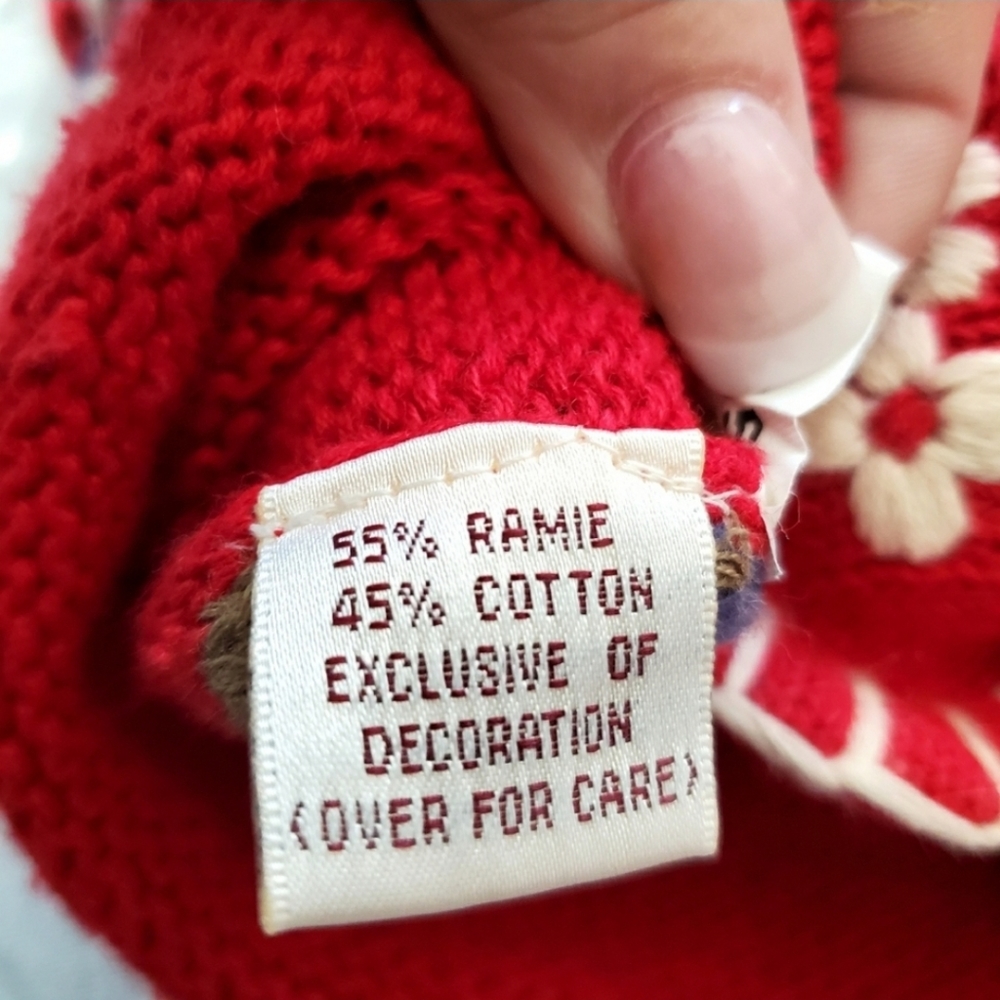 55% RAMIE
45% COTTON
EXCLUSIVE OF
DECORATION
<OVER FOR CARE>